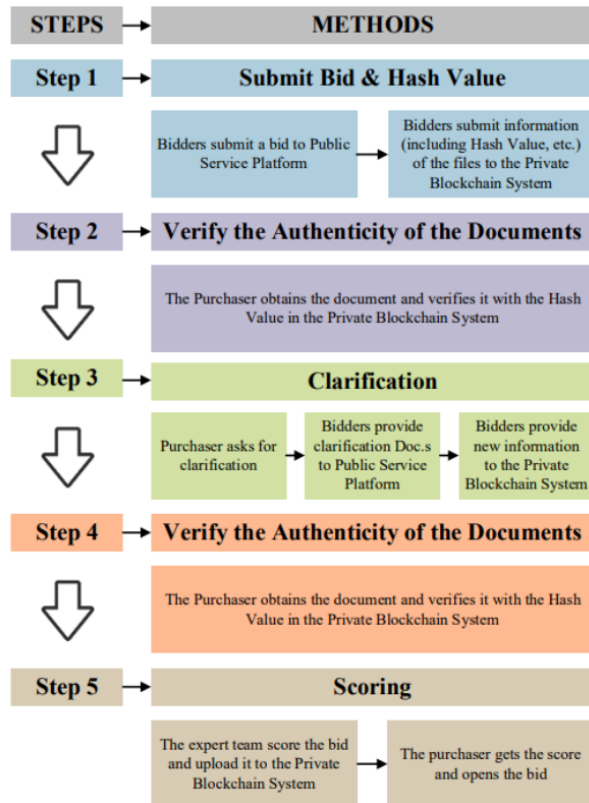 STEPS
METHODS
Step 1
Submit Bid & Hash Value
Bidders submit a bid to Public
Service Platform
Bidders submit information
(including Hash Value, etc.)
of the files to the Private
Blockchain System
Step 2
Verify the Authenticity of the Documents
The Purchaser obtains the document and verifies it with the Hash
Value in the Private Blockchain System
Step 3
Clarification
Purchaser asks for
clarification
Bidders provide
clarification Doc.s
to Public Service
Platform
Bidders provide
new information
to the Private
Blockchain System
Step 4
Verify the Authenticity of the Documents
The Purchaser obtains the document and verifies it with the Hash
Value in the Private Blockchain System
Step 5
Scoring
The expert team score the bid
and upload it to the Private
Blockchain System
The purchaser gets the score
and opens the bid